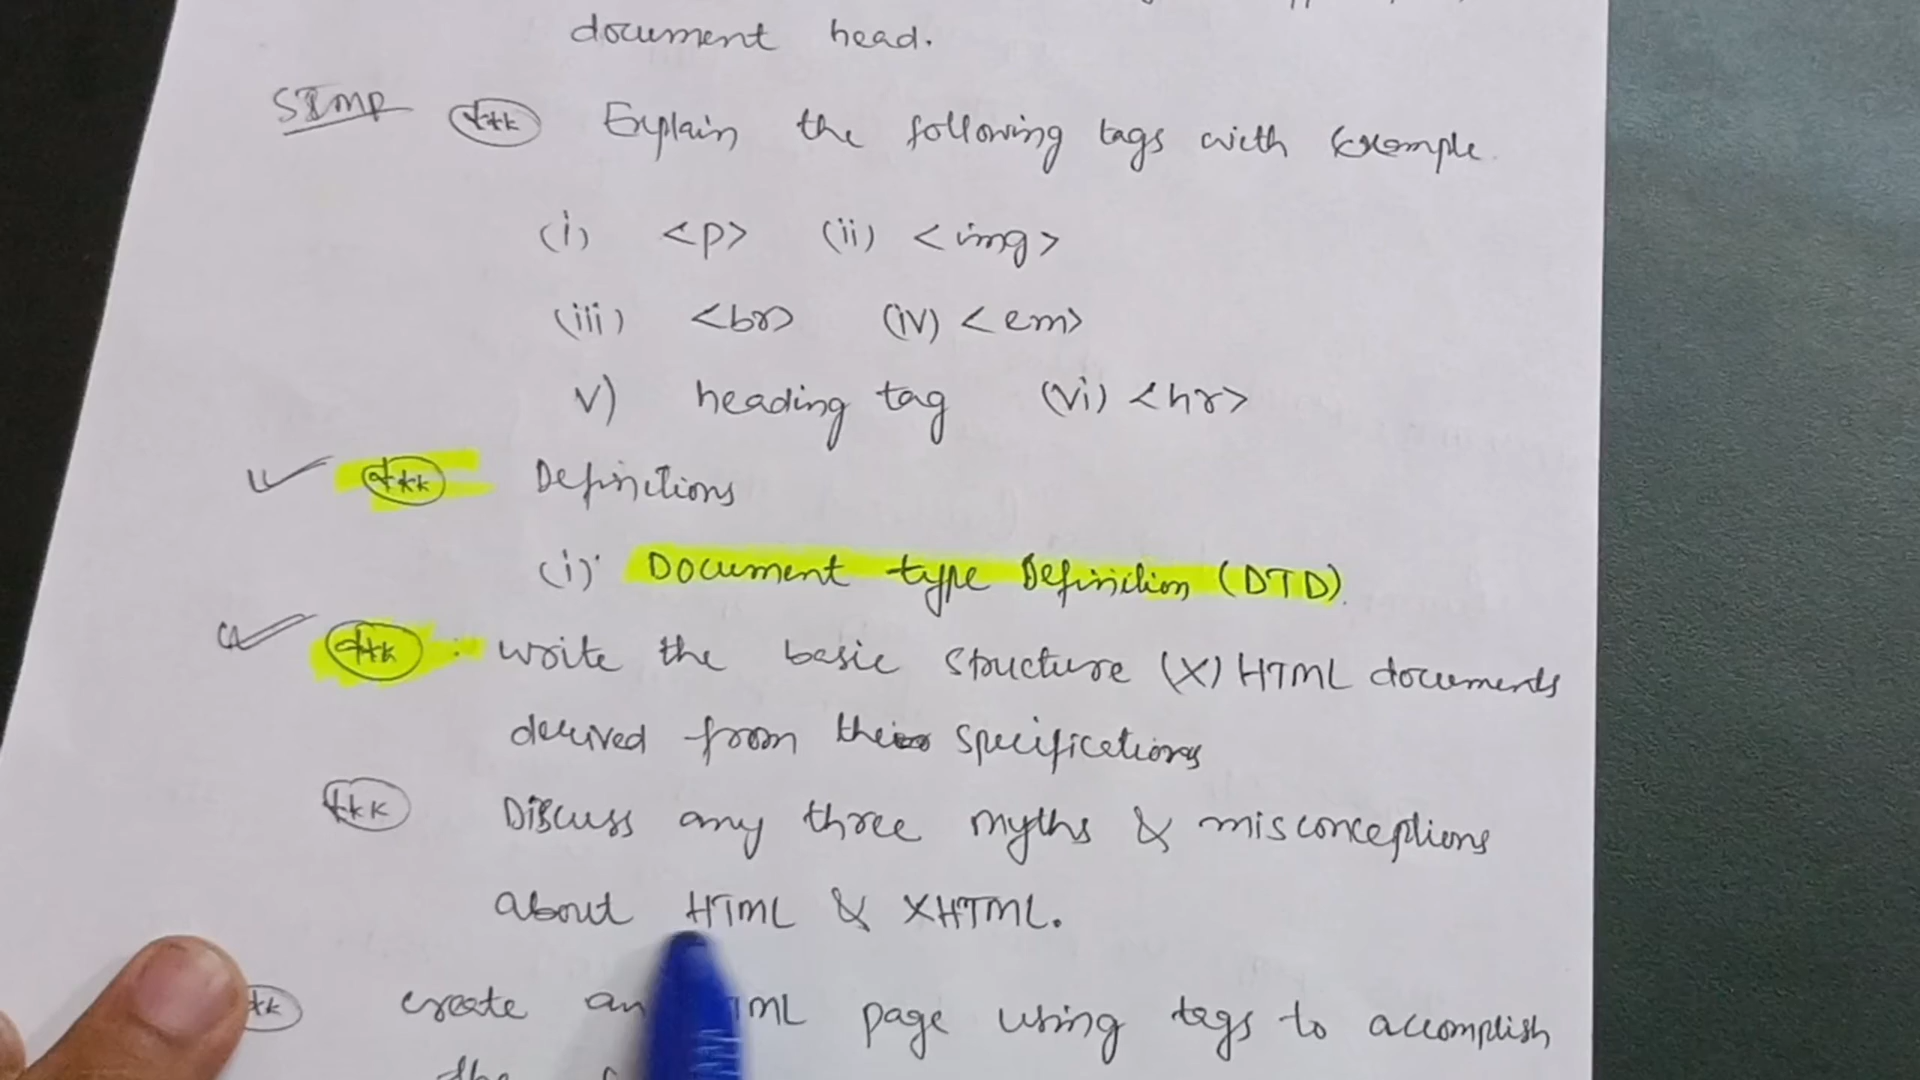 document head.
SIMP *** Explain the following tags with Example.
(i) <p> (ii) <img>
(iii) <br> (iv) <em>
v) heading tag (vi) <hr>
*** Definitions
(i) Document type Definition (DTD).
*** : write the basic structure (X) HTML documents
derived from their specifications
*** Discuss any three myths & misconceptions
about HTML & XHTML.
** create an HTML page using tags to accomplish
the